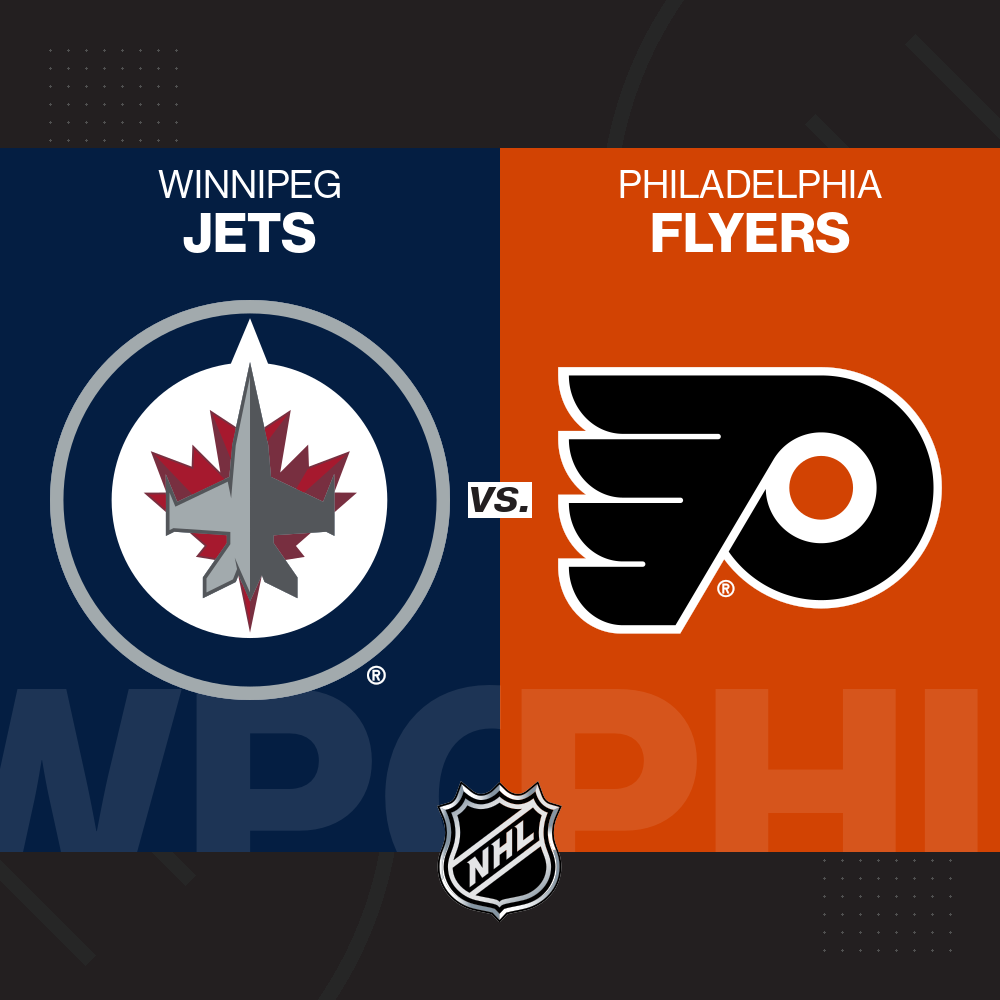 WINNIPEG
JETS
PHILADELPHIA
FLYERS
vs.
®
®
WPG
PHI
NHL